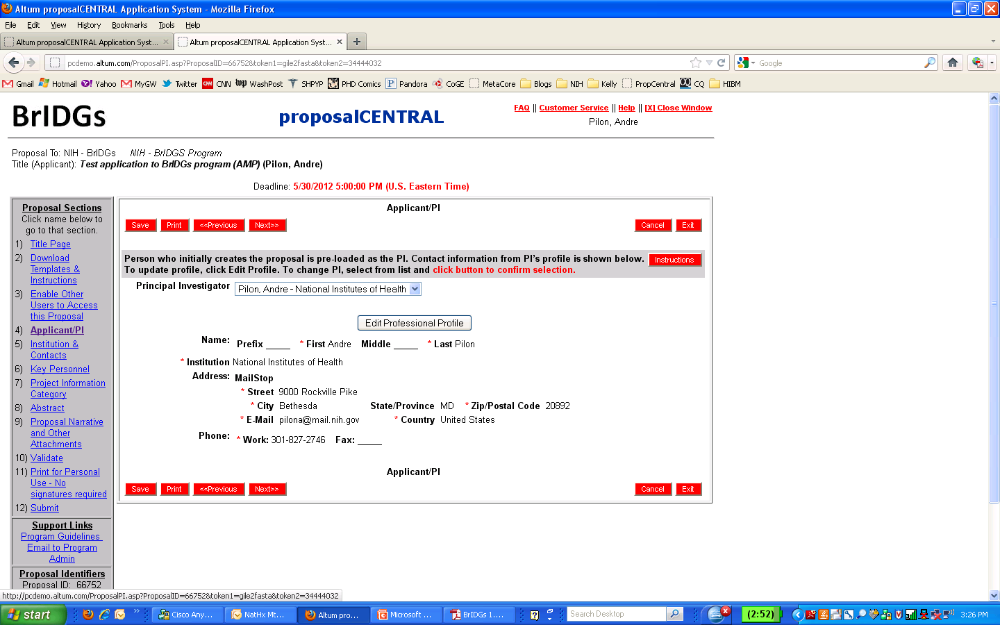 Altum proposalCENTRAL Application System - Mozilla Firefox
File Edit View History Bookmarks Tools Help
Altum proposalCENTRAL Application Syst... Altum proposalCENTRAL Application Syst...
pcdemo.altum.com/ProposalPI.asp?ProposalID=66752&token1=gile2fasta&token2=34444032
Google
Gmail Hotmail Yahoo MyGW Twitter CNN WashPost SHPYP PHD Comics Pandora CoGE MetaCore Blogs NIH Kelly PropCentral CQ HIBM
BrIDGs
proposalCENTRAL
FAQ || Customer Service || Help || [X] Close Window
Pilon, Andre
Proposal To: NIH - BrIDGs NIH - BrIDGS Program
Title (Applicant): Test application to BrIDGs program (AMP) (Pilon, Andre)
Deadline: 5/30/2012 5:00:00 PM (U.S. Eastern Time)
Proposal Sections
Click name below to
go to that section.
1) Title Page
2) Download
Templates &
Instructions
3) Enable Other
Users to Access
this Proposal
4) Applicant/PI
5) Institution &
Contacts
6) Key Personnel
7) Project Information
Category
8) Abstract
9) Proposal Narrative
and Other
Attachments
10) Validate
11) Print for Personal
Use - No
signatures required
12) Submit
Support Links
Program Guidelines
Email to Program
Admin
Proposal Identifiers
Proposal ID: 66752
Applicant/PI
Save Print <<Previous Next>> Cancel Exit
Person who initially creates the proposal is pre-loaded as the PI. Contact information from PI's profile is shown below.
To update profile, click Edit Profile. To change PI, select from list and click button to confirm selection.
Instructions
Principal Investigator Pilon, Andre - National Institutes of Health
Edit Professional Profile
Name: Prefix _____ * First Andre Middle _____ * Last Pilon
* Institution National Institutes of Health
Address: MailStop
* Street 9000 Rockville Pike
* City Bethesda State/Province MD * Zip/Postal Code 20892
* E-Mail pilona@mail.nih.gov * Country United States
Phone: * Work: 301-827-2746 Fax: _____
Applicant/PI
Save Print <<Previous Next>> Cancel Exit
http://pcdemo.altum.com/ProposalPI.asp?ProposalID=66752&token1=gile2fasta&token2=34444032
start Cisco Any... NatHx Mt... Altum pro... Microsoft ... BrIDGs 1.... Search Desktop (2:52) 3:26 PM